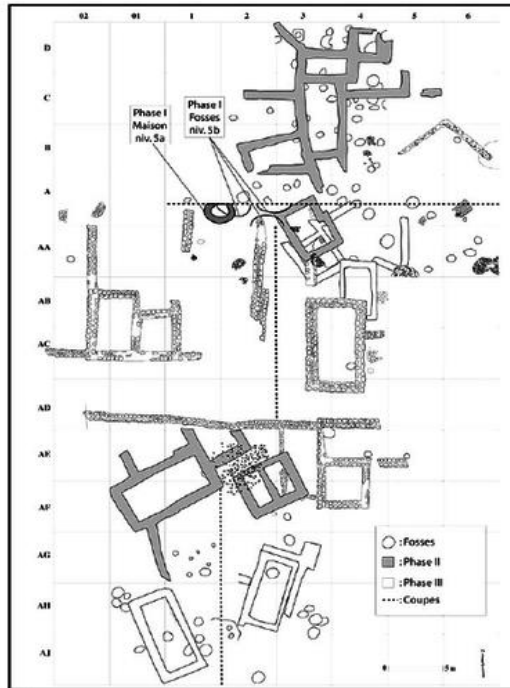 02 01 1 2 3 4 5 6
D
C
B
A
AA
AB
AC
AD
AE
AF
AG
AH
AJ
Phase I
Maison
niv. 5a
Phase I
Fosses
niv. 5b
: Fosses
: Phase II
: Phase III
: Coupes
0 5 m